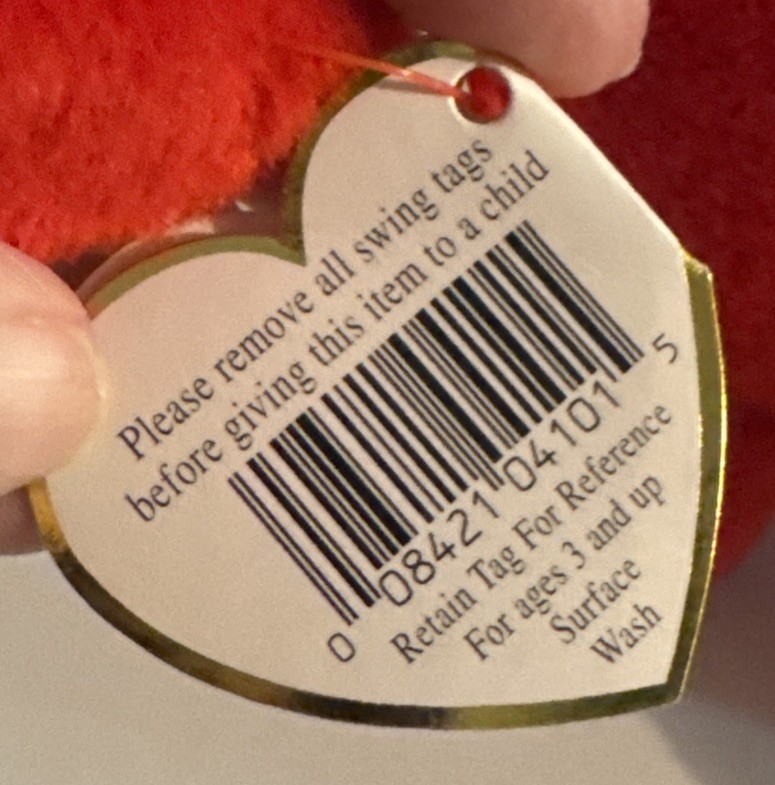 Please remove all swing tags
before giving this item to a child
0 08421 04101 5
Retain Tag For Reference
For ages 3 and up
Surface
Wash